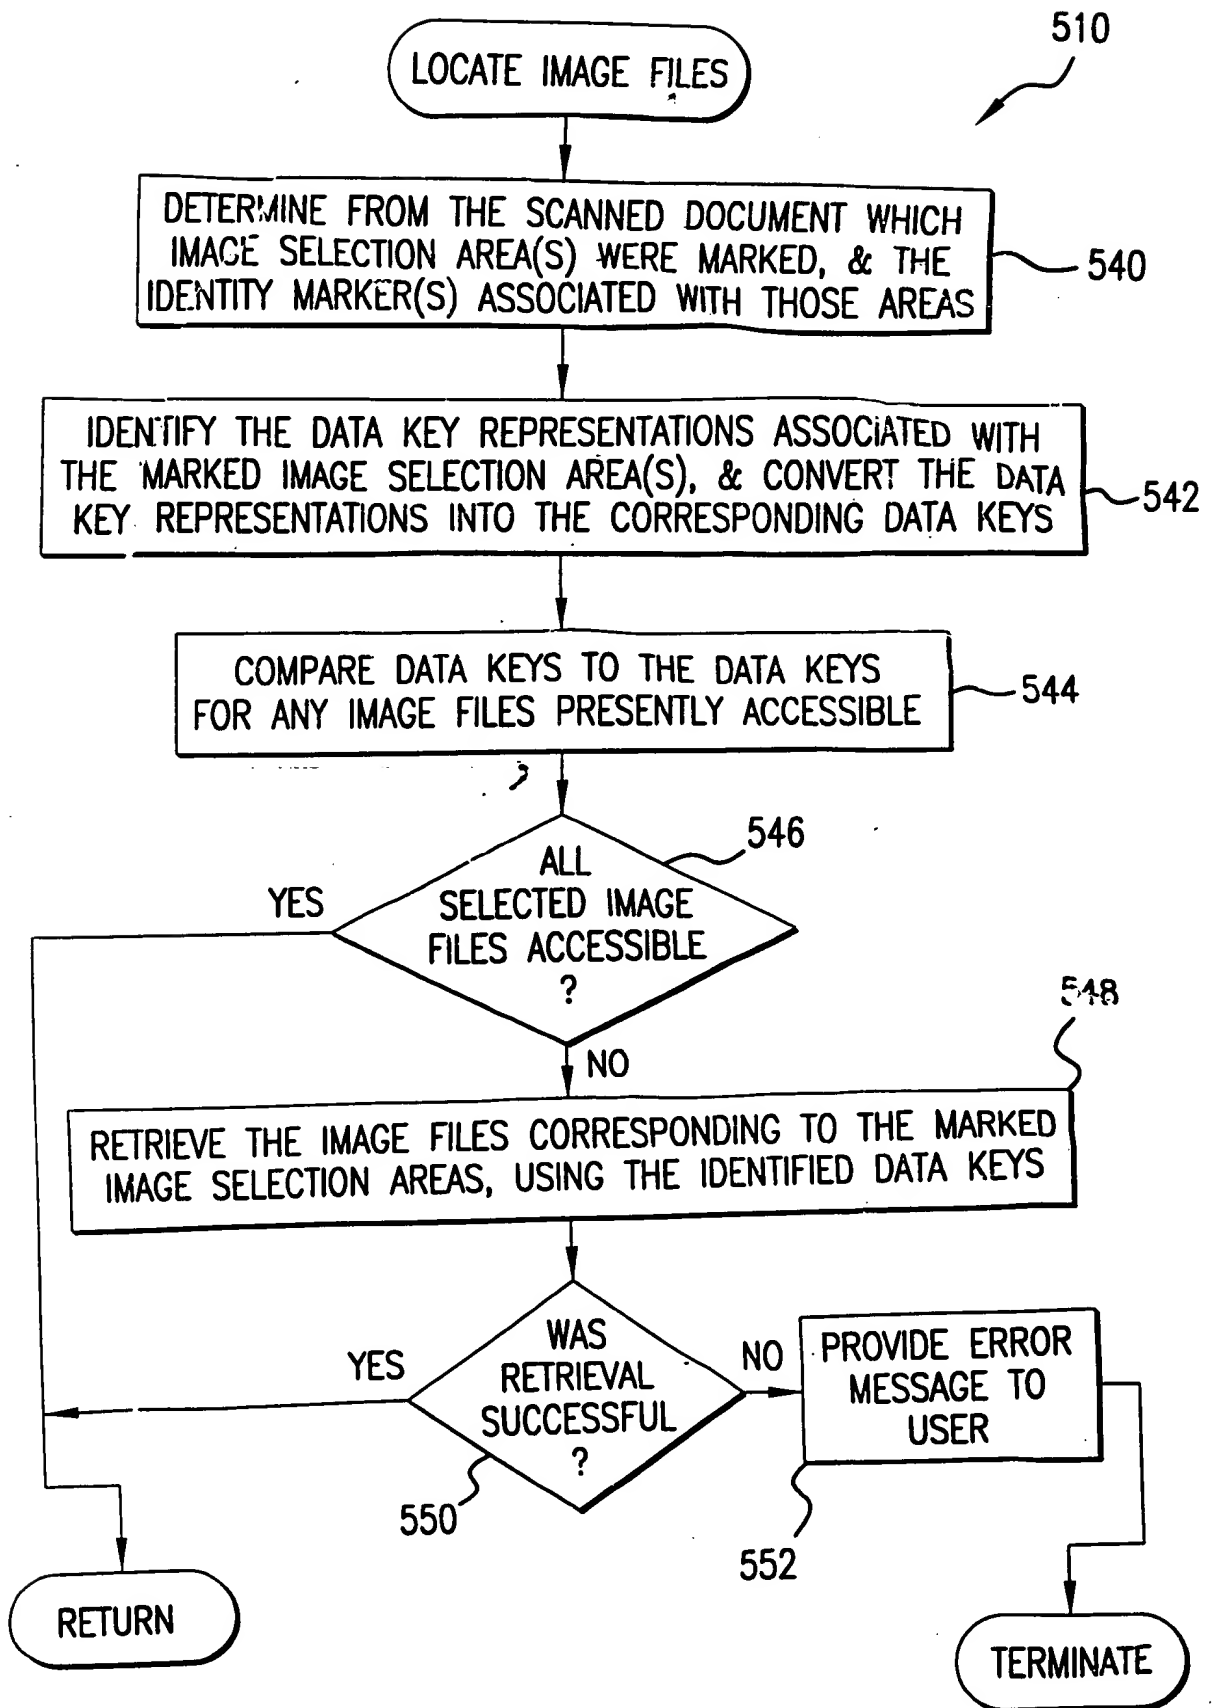 510
LOCATE IMAGE FILES
DETERMINE FROM THE SCANNED DOCUMENT WHICH
IMAGE SELECTION AREA(S) WERE MARKED, & THE
IDENTITY MARKER(S) ASSOCIATED WITH THOSE AREAS
540
IDENTIFY THE DATA KEY REPRESENTATIONS ASSOCIATED WITH
THE MARKED IMAGE SELECTION AREA(S), & CONVERT THE DATA
KEY REPRESENTATIONS INTO THE CORRESPONDING DATA KEYS
542
COMPARE DATA KEYS TO THE DATA KEYS
FOR ANY IMAGE FILES PRESENTLY ACCESSIBLE
544
546
ALL
SELECTED IMAGE
FILES ACCESSIBLE
?
YES
NO
548
RETRIEVE THE IMAGE FILES CORRESPONDING TO THE MARKED
IMAGE SELECTION AREAS, USING THE IDENTIFIED DATA KEYS
WAS
RETRIEVAL
SUCCESSFUL
?
YES
NO
550
PROVIDE ERROR
MESSAGE TO
USER
552
RETURN
TERMINATE